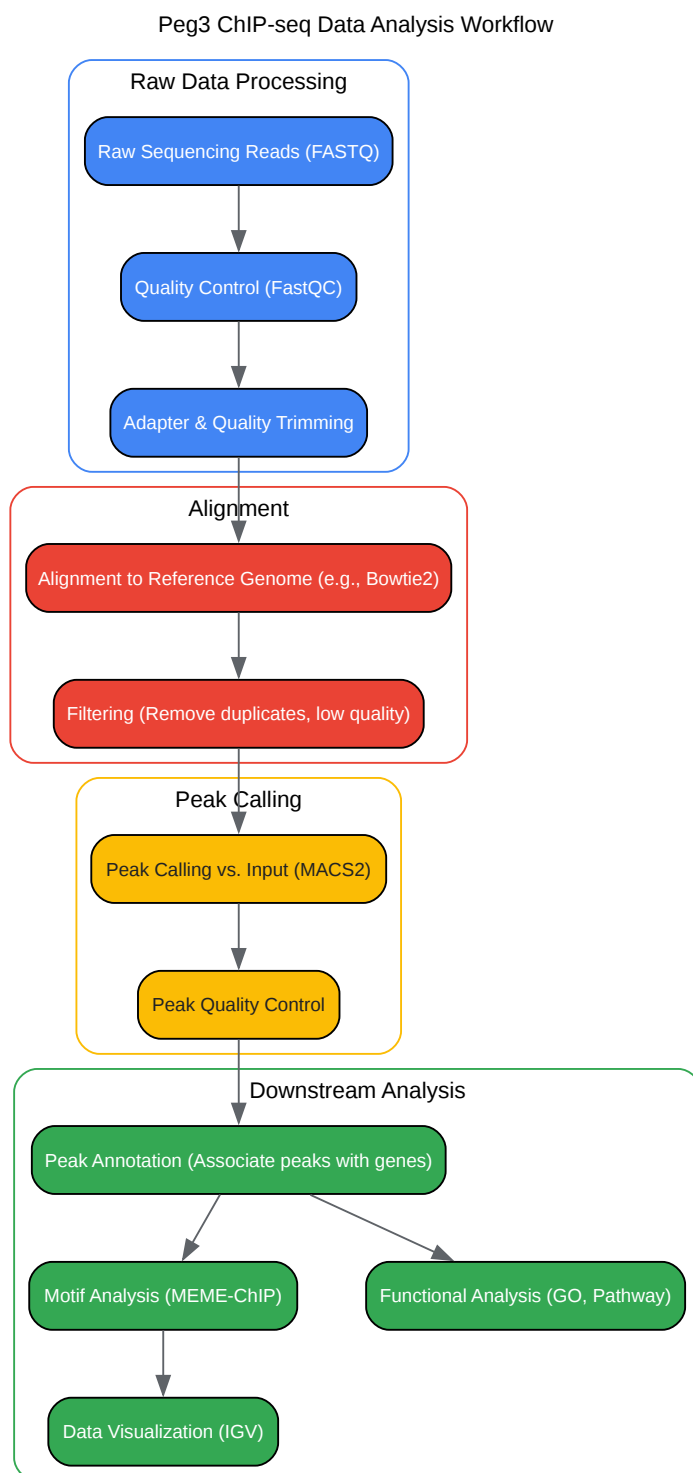 Peg3 ChIP-seq Data Analysis Workflow
Raw Data Processing
Raw Sequencing Reads (FASTQ)
Quality Control (FastQC)
Adapter & Quality Trimming
Alignment
Alignment to Reference Genome (e.g., Bowtie2)
Filtering (Remove duplicates, low quality)
Peak Calling
Peak Calling vs. Input (MACS2)
Peak Quality Control
Downstream Analysis
Peak Annotation (Associate peaks with genes)
Motif Analysis (MEME-ChIP)
Functional Analysis (GO, Pathway)
Data Visualization (IGV)